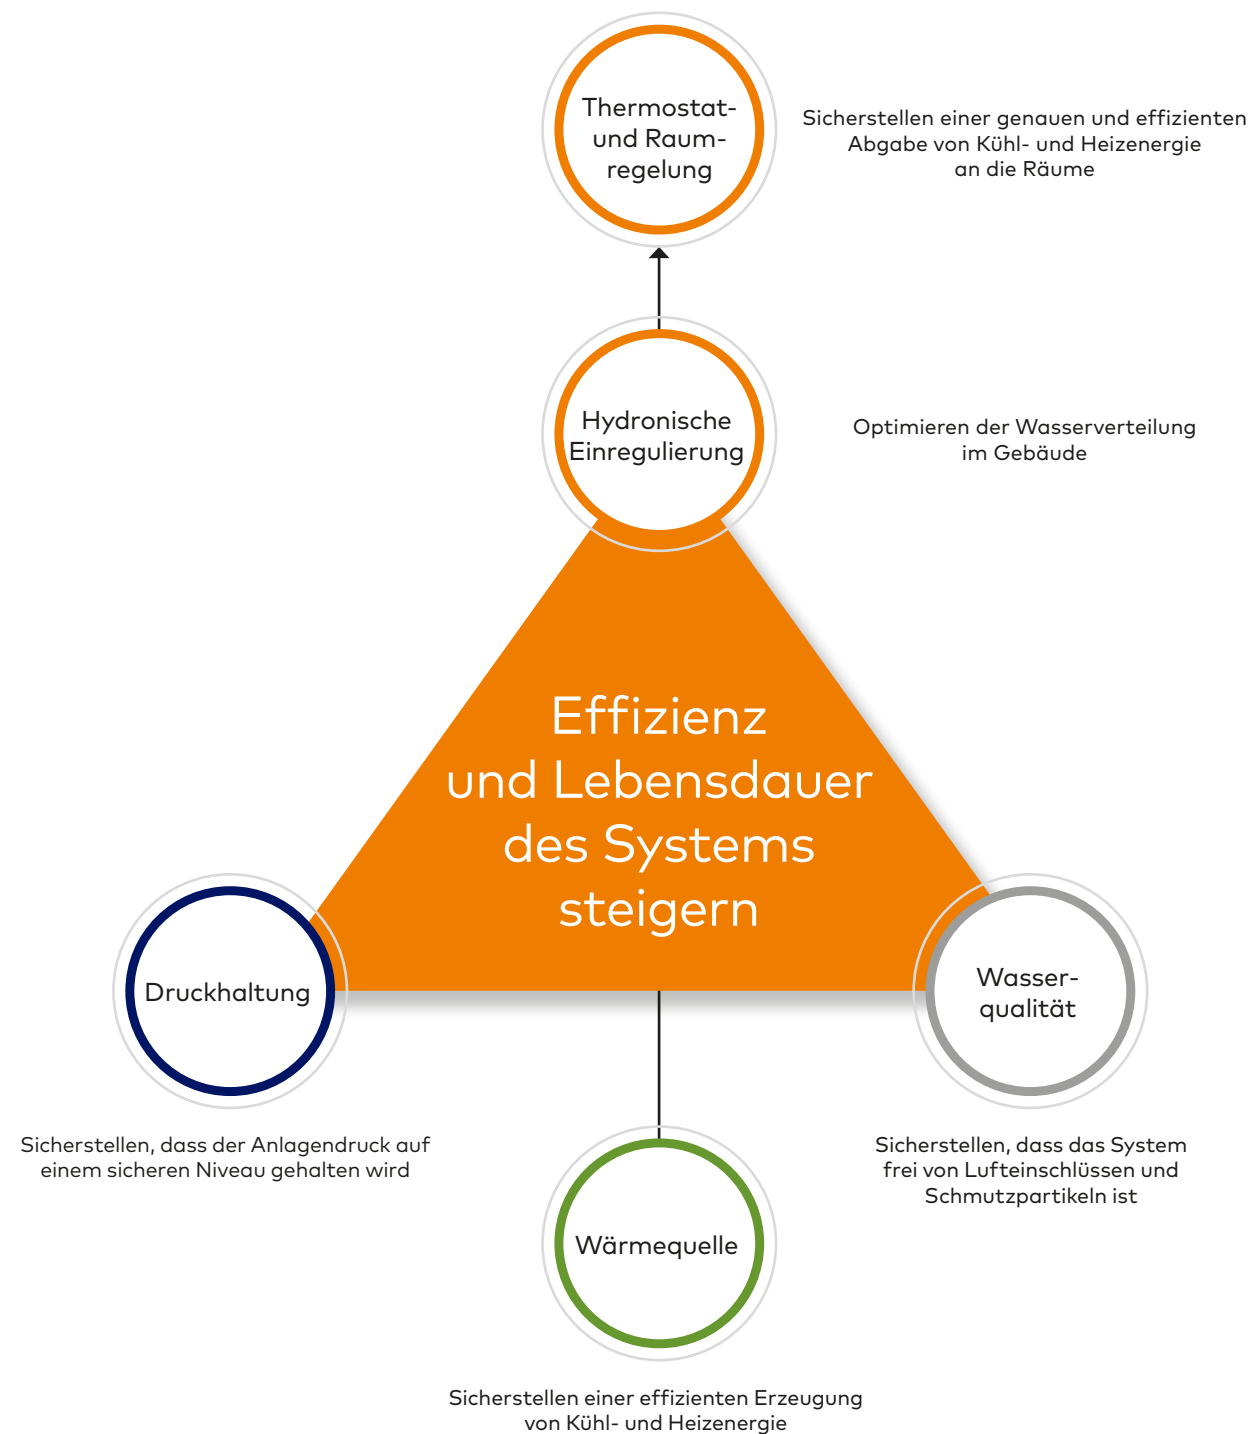 Thermostat-
und Raum-
regelung
Sicherstellen einer genauen und effizienten
Abgabe von Kühl- und Heizenergie
an die Räume
Hydronische
Einregulierung
Optimieren der Wasserverteilung
im Gebäude
Effizienz
und Lebensdauer
des Systems
steigern
Druckhaltung
Sicherstellen, dass der Anlagendruck auf
einem sicheren Niveau gehalten wird
Wasser-
qualität
Sicherstellen, dass das System
frei von Lufteinschlüssen und
Schmutzpartikeln ist
Wärmequelle
Sicherstellen einer effizienten Erzeugung
von Kühl- und Heizenergie